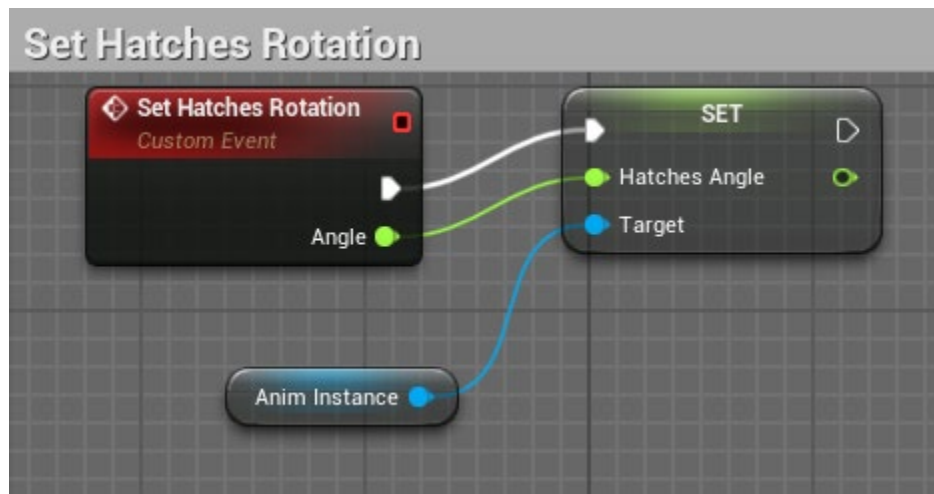 Set Hatches Rotation
Set Hatches Rotation
Custom Event
Angle
SET
Hatches Angle
Target
Anim Instance